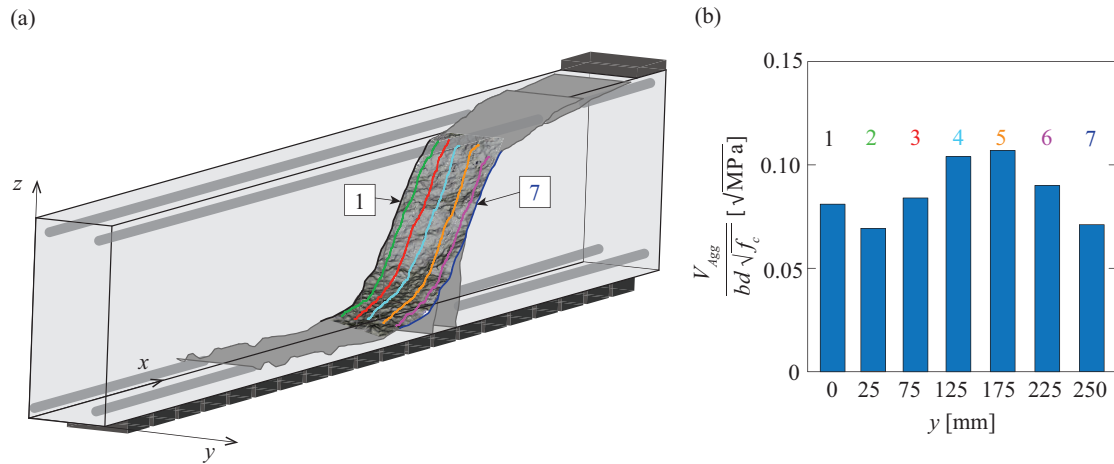 (a)
z
1
7
x
y
(b)
V_Agg / bd√f_c [√MPa]
0.15
1 2 3 4 5 6 7
0.10
0.05
0
0 25 75 125 175 225 250
y [mm]